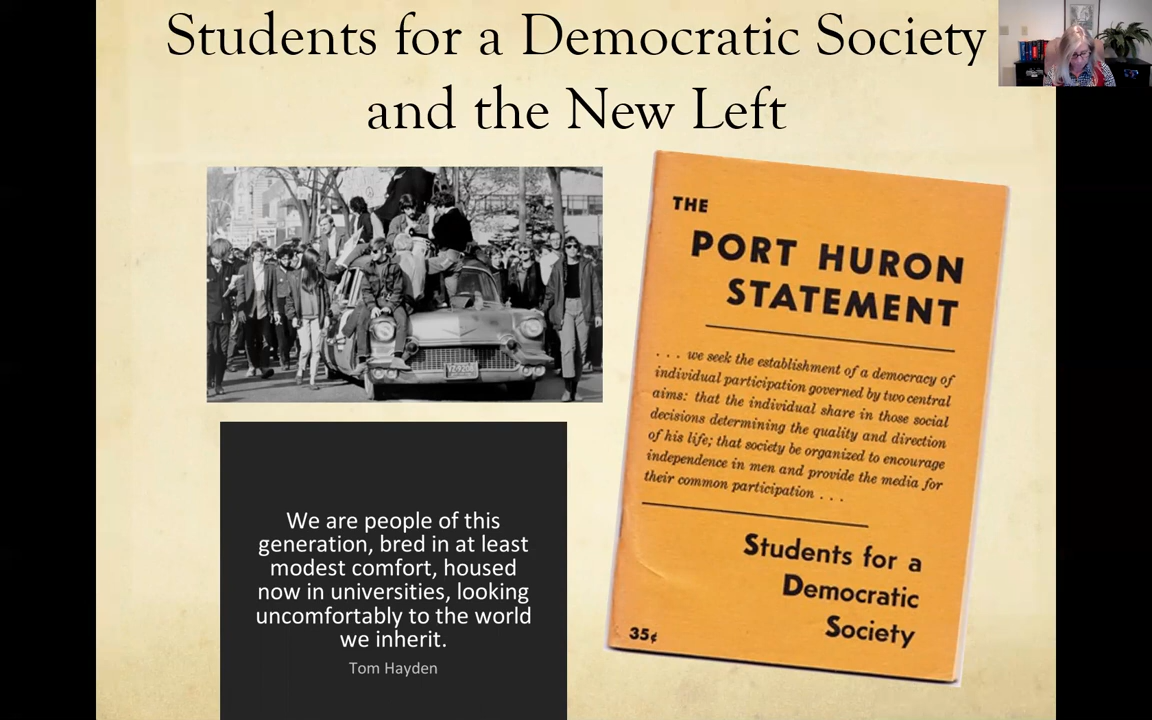 Students for a Democratic Society
and the New Left
THE
PORT HURON
STATEMENT
. . . we seek the establishment of a democracy of
individual participation governed by two central
aims: that the individual share in those social
decisions determining the quality and direction
of his life; that society be organized to encourage
independence in men and provide the media for
their common participation . . .
Students for a
Democratic
Society
35¢
We are people of this
generation, bred in at least
modest comfort, housed
now in universities, looking
uncomfortably to the world
we inherit.
Tom Hayden